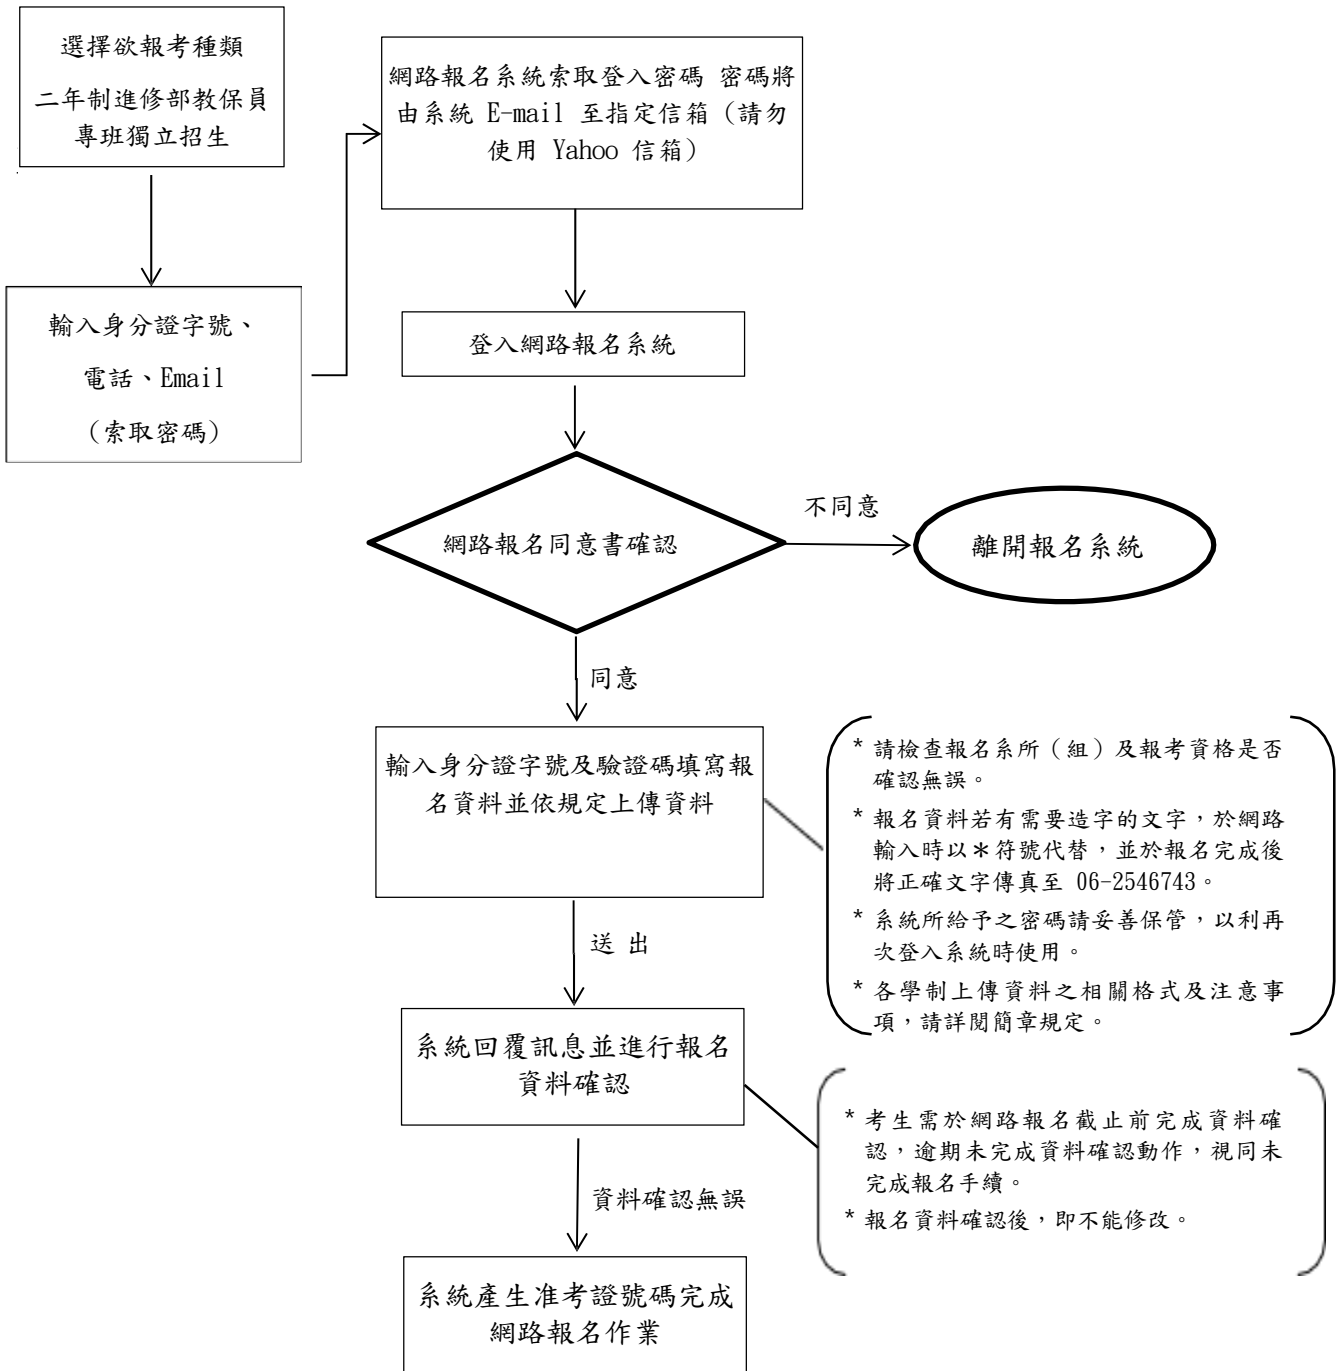 選擇欲報考種類
二年制進修部教保員
專班獨立招生
輸入身分證字號、
電話、Email
（索取密碼）
網路報名系統索取登入密碼 密碼將
由系統 E-mail 至指定信箱（請勿
使用 Yahoo 信箱）
登入網路報名系統
網路報名同意書確認
不同意
離開報名系統
同意
輸入身分證字號及驗證碼填寫報
名資料並依規定上傳資料
* 請檢查報名系所（組）及報考資格是否
確認無誤。
* 報名資料若有需要造字的文字，於網路
輸入時以＊符號代替，並於報名完成後
將正確文字傳真至 06-2546743。
* 系統所給予之密碼請妥善保管，以利再
次登入系統時使用。
* 各學制上傳資料之相關格式及注意事
項，請詳閱簡章規定。
送 出
系統回覆訊息並進行報名
資料確認
* 考生需於網路報名截止前完成資料確
認，逾期未完成資料確認動作，視同未
完成報名手續。
* 報名資料確認後，即不能修改。
資料確認無誤
系統產生准考證號碼完成
網路報名作業